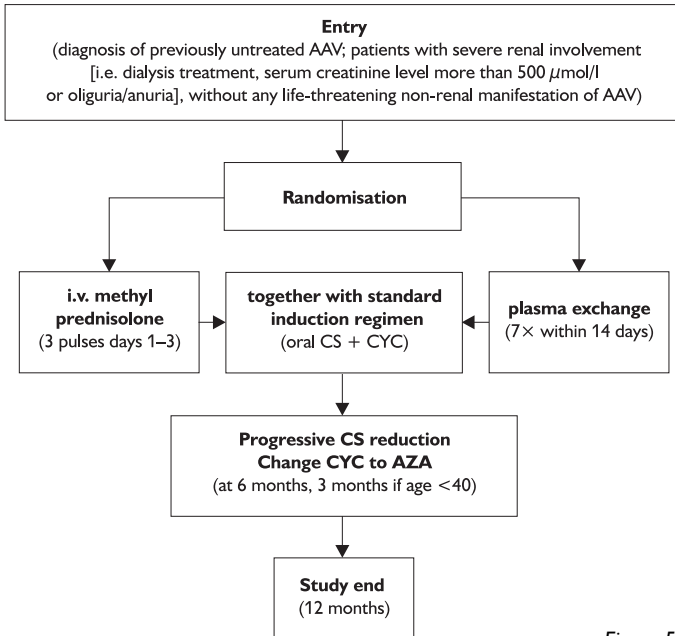 Entry
(diagnosis of previously untreated AAV; patients with severe renal involvement
[i.e. dialysis treatment, serum creatinine level more than 500 μmol/l
or oliguria/anuria], without any life-threatening non-renal manifestation of AAV)
Randomisation
i.v. methyl
prednisolone
(3 pulses days 1–3)
together with standard
induction regimen
(oral CS + CYC)
plasma exchange
(7× within 14 days)
Progressive CS reduction
Change CYC to AZA
(at 6 months, 3 months if age <40)
Study end
(12 months)